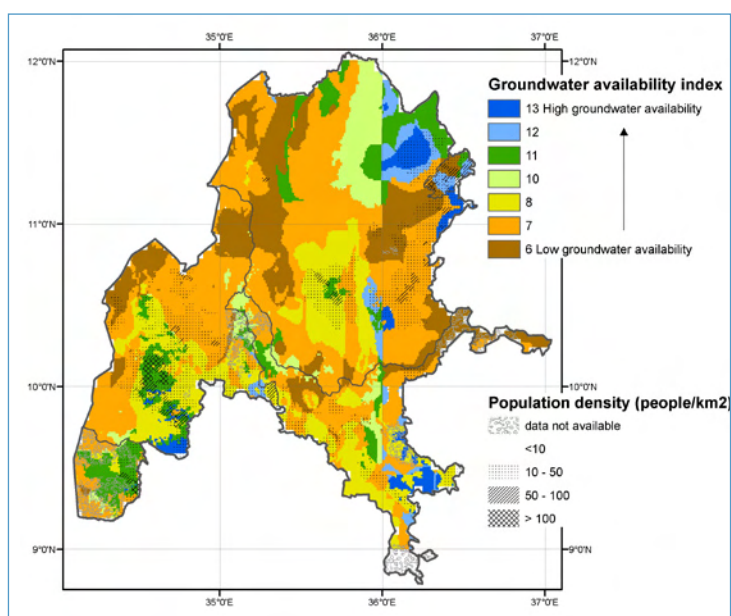 35°0'E 36°0'E 37°0'E
12°0'N 12°0'N
Groundwater availability index
13 High groundwater availability
12
11
10
8
7
6 Low groundwater availability
11°0'N
10°0'N 10°0'N
Population density (people/km2)
data not available
<10
10 - 50
50 - 100
> 100
9°0'N 9°0'N
35°0'E 36°0'E 37°0'E